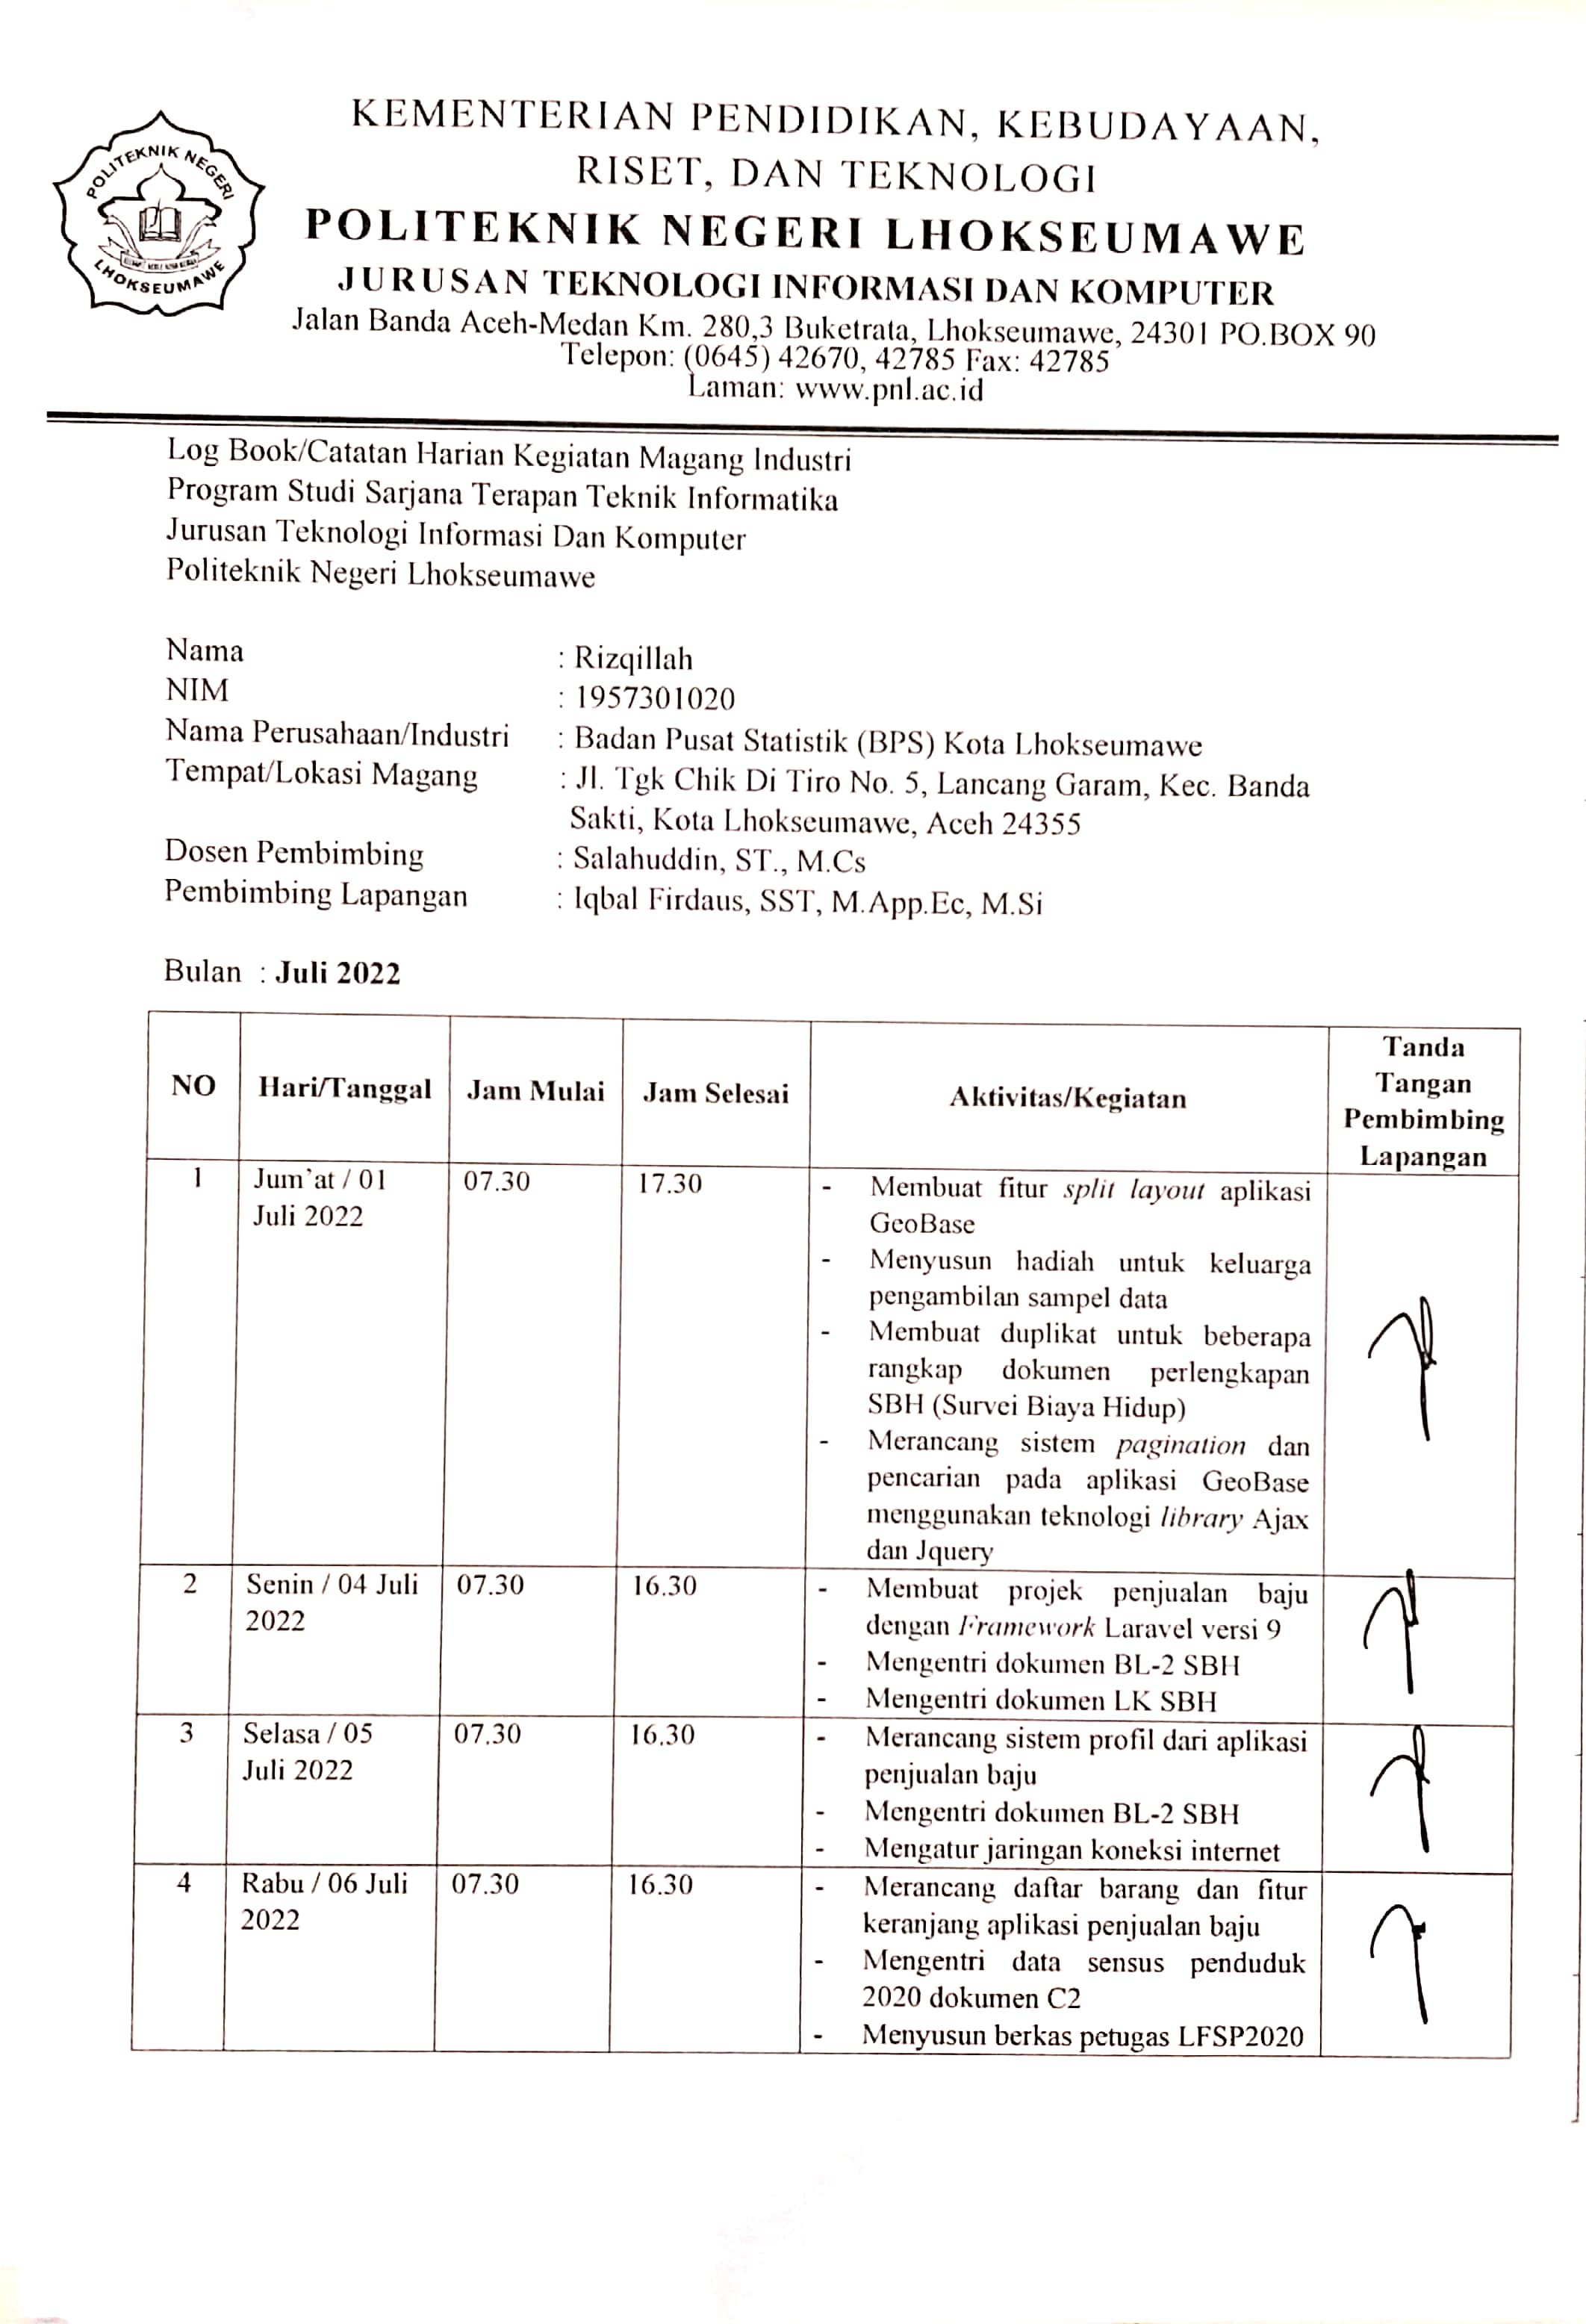 KEMENTERIAN PENDIDIKAN, KEBUDAYAAN,
RISET, DAN TEKNOLOGI
POLITEKNIK NEGERI LHOKSEUMAWE
JURUSAN TEKNOLOGI INFORMASI DAN KOMPUTER
Jalan Banda Aceh-Medan Km. 280,3 Buketrata, Lhokseumawe, 24301 PO.BOX 90
Telepon: (0645) 42670, 42785 Fax: 42785
Laman: www.pnl.ac.id
POLITEKNIK NEGERI
LHOKSEUMAWE
Log Book/Catatan Harian Kegiatan Magang Industri
Program Studi Sarjana Terapan Teknik Informatika
Jurusan Teknologi Informasi Dan Komputer
Politeknik Negeri Lhokseumawe
Nama : Rizqillah
NIM : 1957301020
Nama Perusahaan/Industri : Badan Pusat Statistik (BPS) Kota Lhokseumawe
Tempat/Lokasi Magang : Jl. Tgk Chik Di Tiro No. 5, Lancang Garam, Kec. Banda
Sakti, Kota Lhokseumawe, Aceh 24355
Dosen Pembimbing : Salahuddin, ST., M.Cs
Pembimbing Lapangan : Iqbal Firdaus, SST, M.App.Ec, M.Si
Bulan : Juli 2022
NO Hari/Tanggal Jam Mulai Jam Selesai Aktivitas/Kegiatan
Tanda
Tangan
Pembimbing
Lapangan
1 Jum'at / 01 07.30 17.30 - Membuat fitur split layout aplikasi
Juli 2022 GeoBase
- Menyusun hadiah untuk keluarga
pengambilan sampel data
- Membuat duplikat untuk beberapa
rangkap dokumen perlengkapan
SBH (Survei Biaya Hidup)
- Merancang sistem pagination dan
pencarian pada aplikasi GeoBase
menggunakan teknologi library Ajax
dan Jquery
2 Senin / 04 Juli 07.30 16.30 - Membuat projek penjualan baju
2022 dengan Framework Laravel versi 9
- Mengentri dokumen BL-2 SBH
- Mengentri dokumen LK SBH
3 Selasa / 05 07.30 16.30 - Merancang sistem profil dari aplikasi
Juli 2022 penjualan baju
- Mengentri dokumen BL-2 SBH
- Mengatur jaringan koneksi internet
4 Rabu / 06 Juli 07.30 16.30 - Merancang daftar barang dan fitur
2022 keranjang aplikasi penjualan baju
- Mengentri data sensus penduduk
2020 dokumen C2
- Menyusun berkas petugas LFSP2020